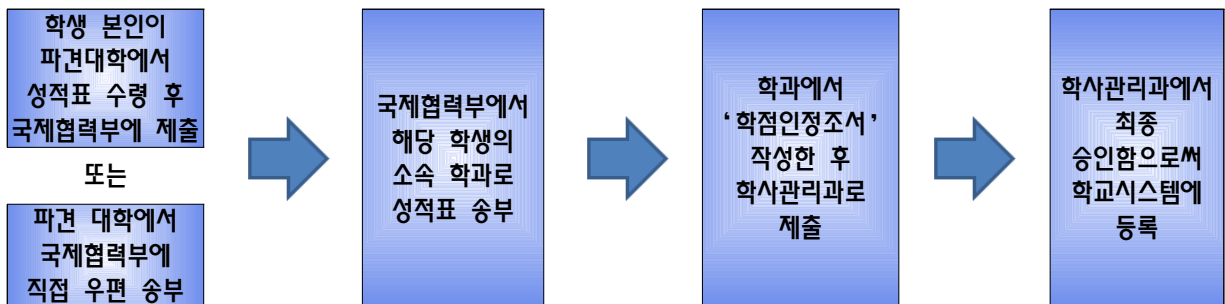 학생 본인이
파견대학에서
성적표 수령 후
국제협력부에 제출
또는
파견 대학에서
국제협력부에
직접 우편 송부
국제협력부에서
해당 학생의
소속 학과로
성적표 송부
학과에서
‘학점인정조서’
작성한 후
학사관리과로
제출
학사관리과에서
최종
승인함으로써
학교시스템에
등록